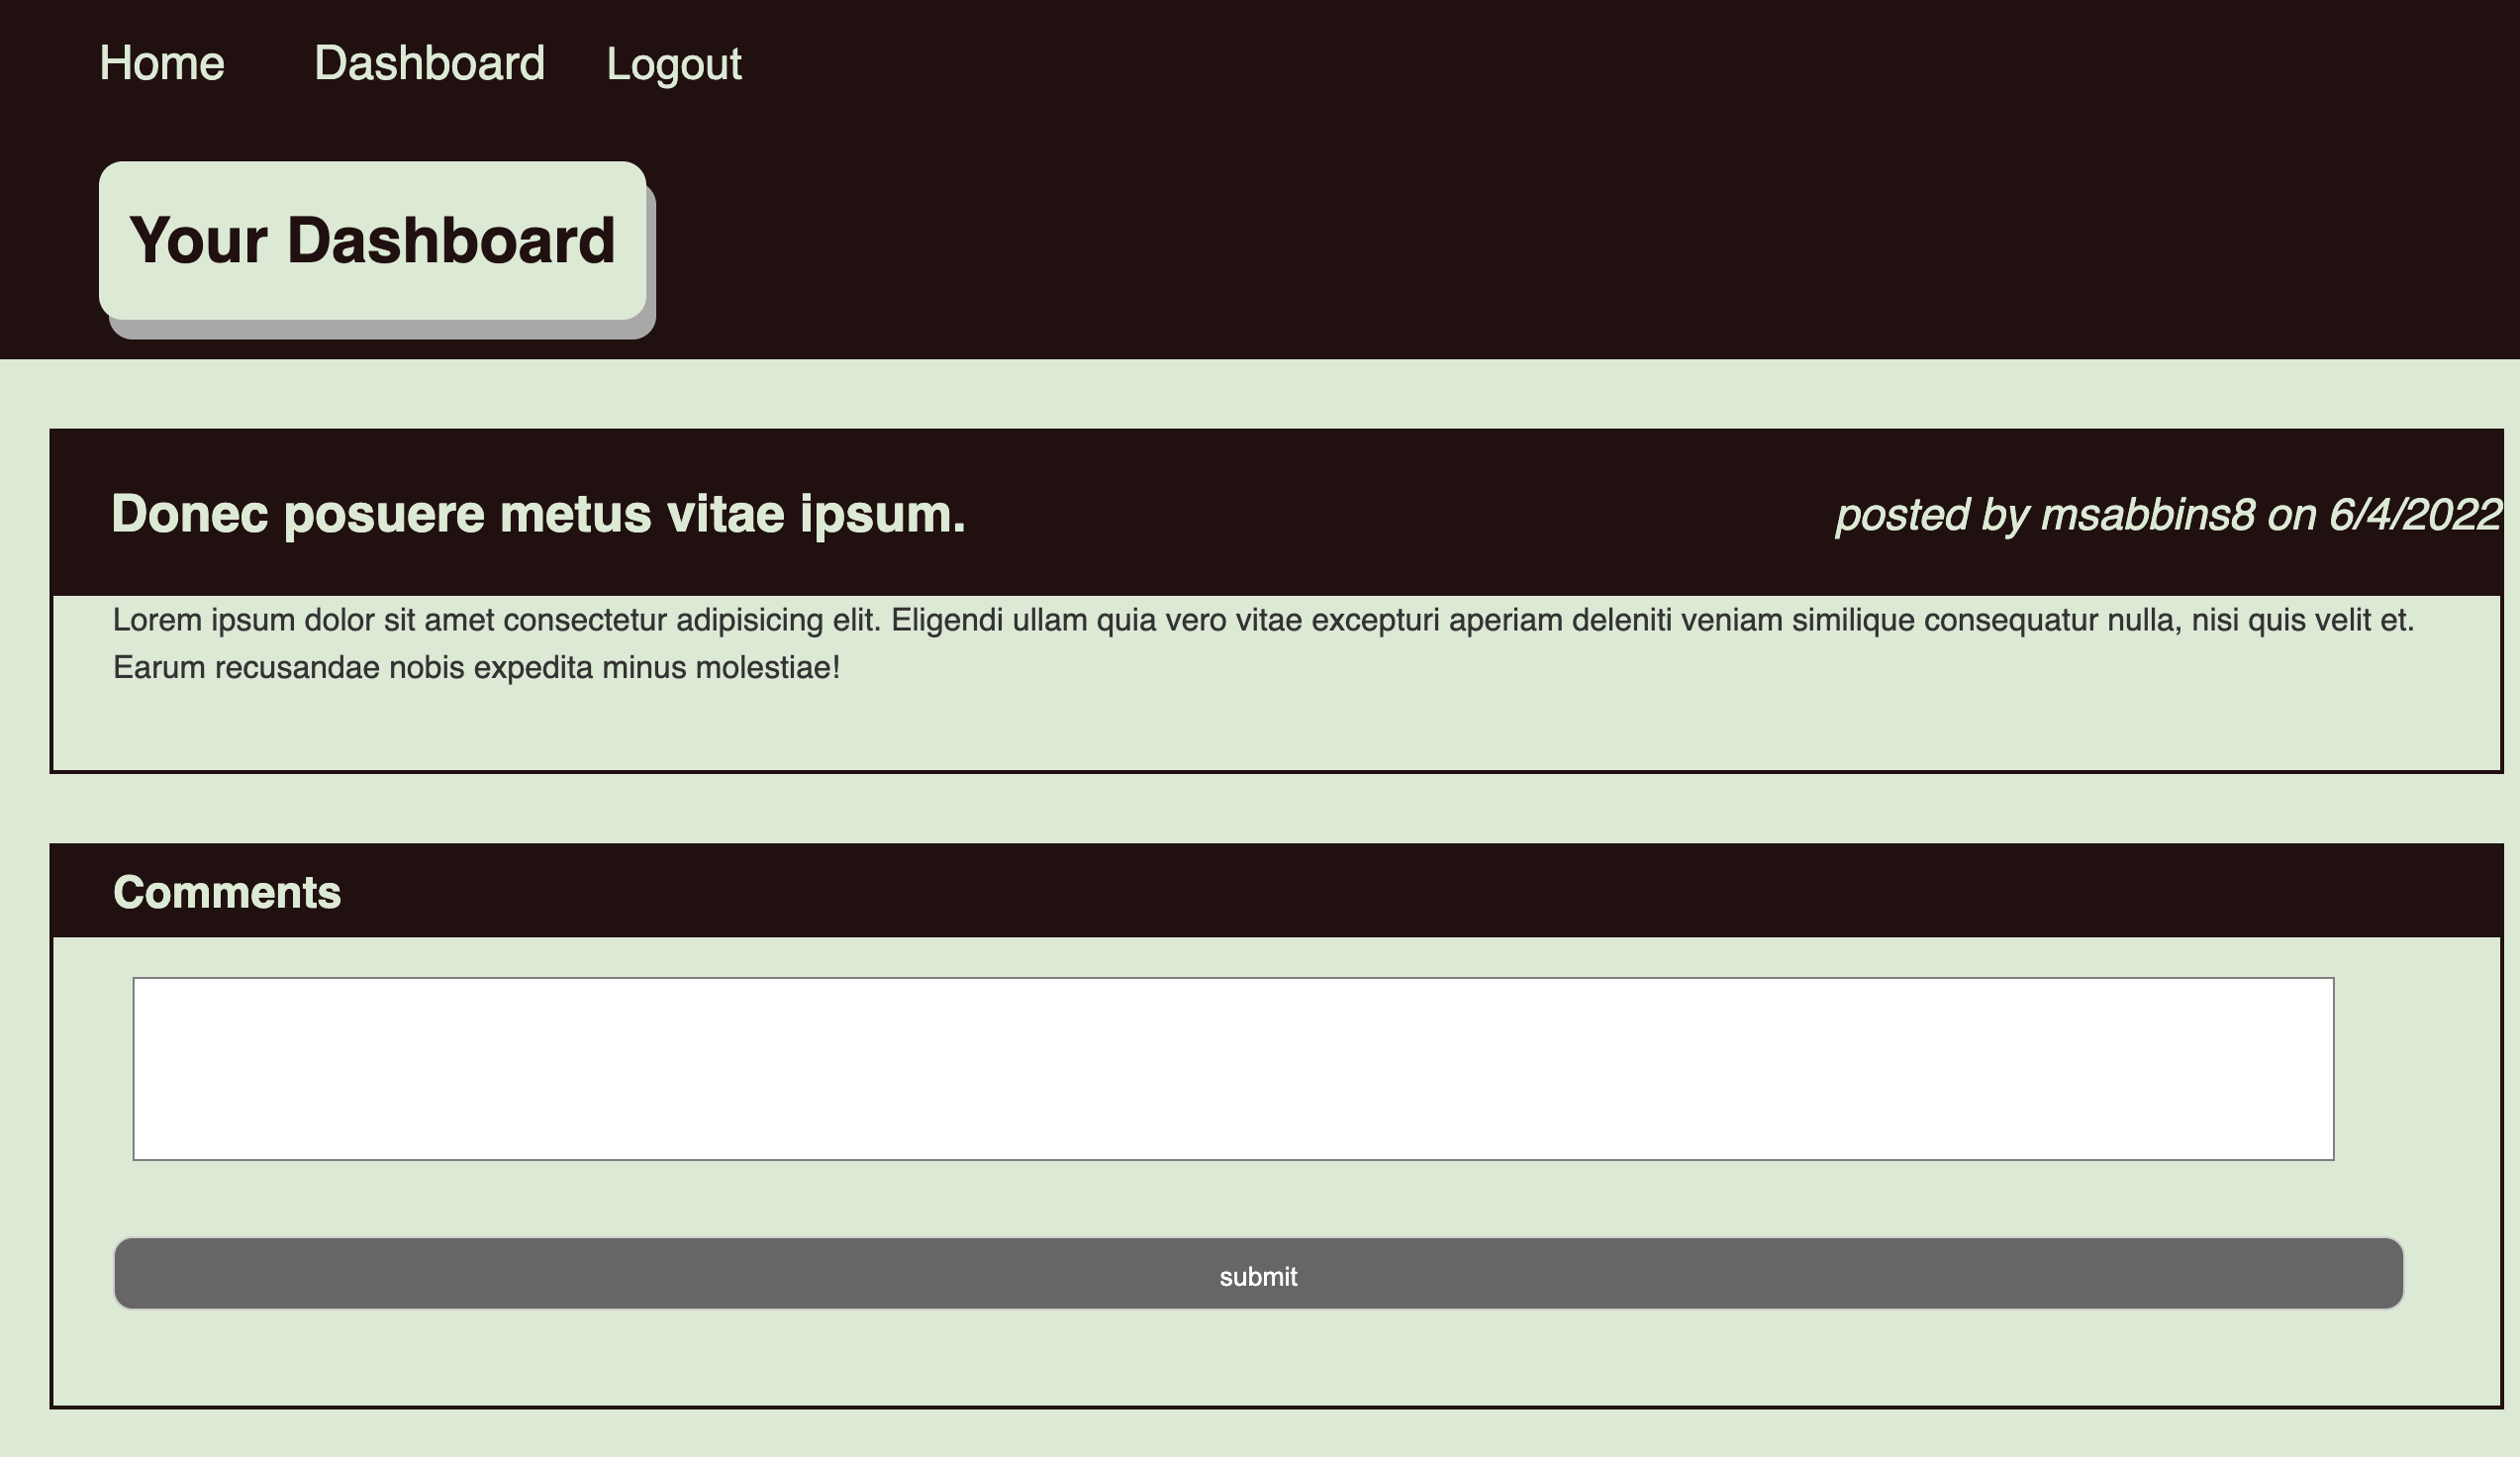 Home Dashboard Logout
Your Dashboard
Donec posuere metus vitae ipsum. posted by msabbins8 on 6/4/2022
Lorem ipsum dolor sit amet consectetur adipisicing elit. Eligendi ullam quia vero vitae excepturi aperiam deleniti veniam similique consequatur nulla, nisi quis velit et.
Earum recusandae nobis expedita minus molestiae!
Comments
submit